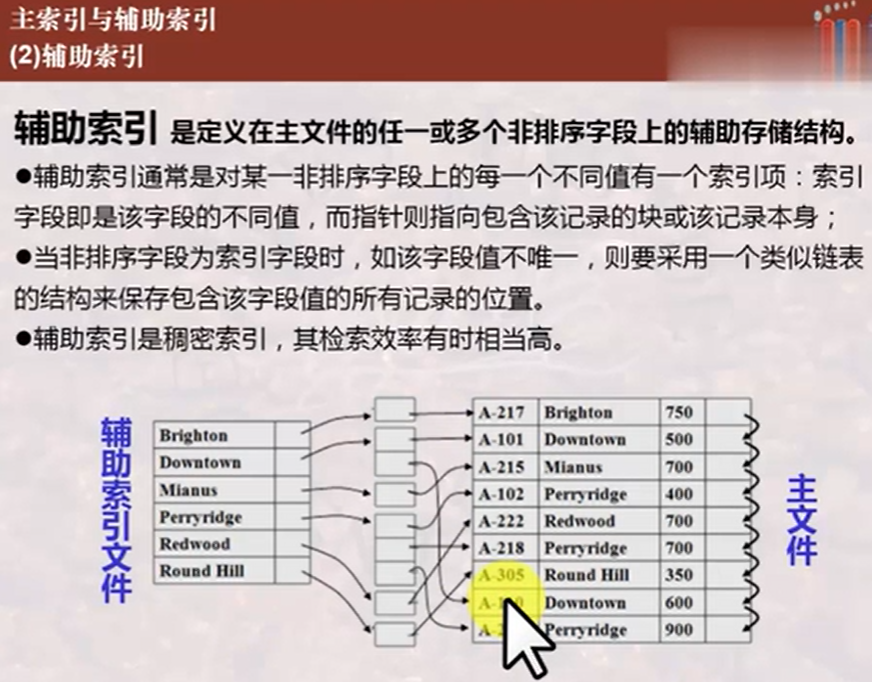 主索引与辅助索引
(2)辅助索引
辅助索引 是定义在主文件的任一或多个非排序字段上的辅助存储结构。
●辅助索引通常是对某一非排序字段上的每一个不同值有一个索引项：索引
字段即是该字段的不同值，而指针则指向包含该记录的块或该记录本身；
●当非排序字段为索引字段时，如该字段值不唯一，则要采用一个类似链表
的结构来保存包含该字段值的所有记录的位置。
●辅助索引是稠密索引，其检索效率有时相当高。
辅助索引文件
Brighton
Downtown
Mianus
Perryridge
Redwood
Round Hill
A-217 Brighton 750
A-101 Downtown 500
A-215 Mianus 700
A-102 Perryridge 400
A-222 Redwood 700
A-218 Perryridge 700
A-305 Round Hill 350
Downtown 600
Perryridge 900
主文件